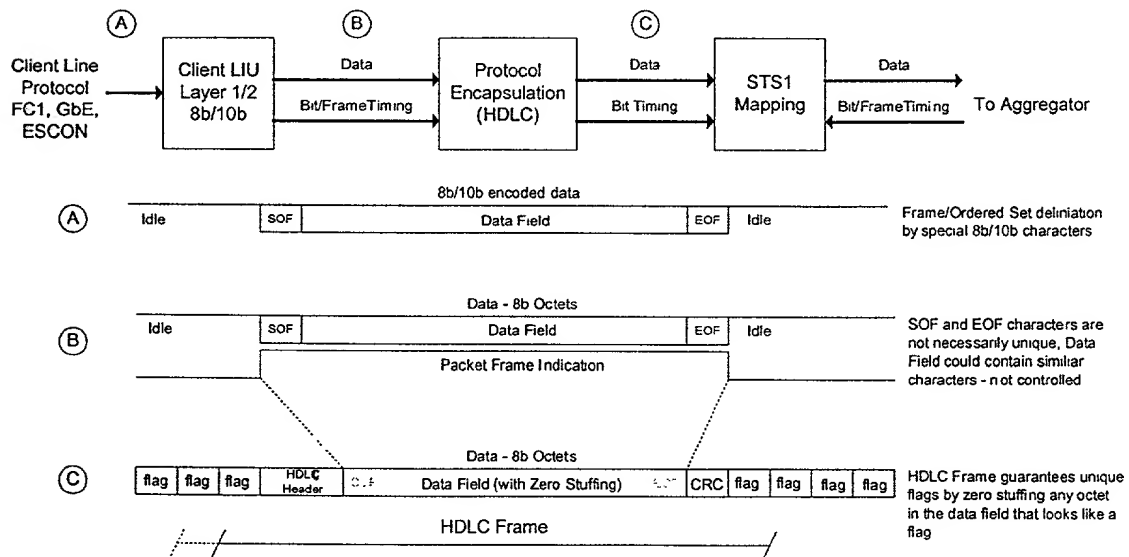 A
B
C
Client Line
Protocol
FC1, GbE,
ESCON
Client LIU
Layer 1/2
8b/10b
Data
Bit/FrameTiming
Protocol
Encapsulation
(HDLC)
Data
Bit Timing
STS1
Mapping
Data
Bit/FrameTiming
To Aggregator
8b/10b encoded data
A
Idle
SOF
Data Field
EOF
Idle
Frame/Ordered Set deliniation
by special 8b/10b characters
Data - 8b Octets
B
Idle
SOF
Data Field
EOF
Idle
Packet Frame Indication
SOF and EOF characters are
not necessarily unique, Data
Field could contain similiar
characters - not controlled
Data - 8b Octets
C
flag
flag
flag
HDLC
Header
Data Field (with Zero Stuffing)
CRC
flag
flag
flag
flag
HDLC Frame guarantees unique
flags by zero stuffing any octet
in the data field that looks like a
flag
HDLC Frame